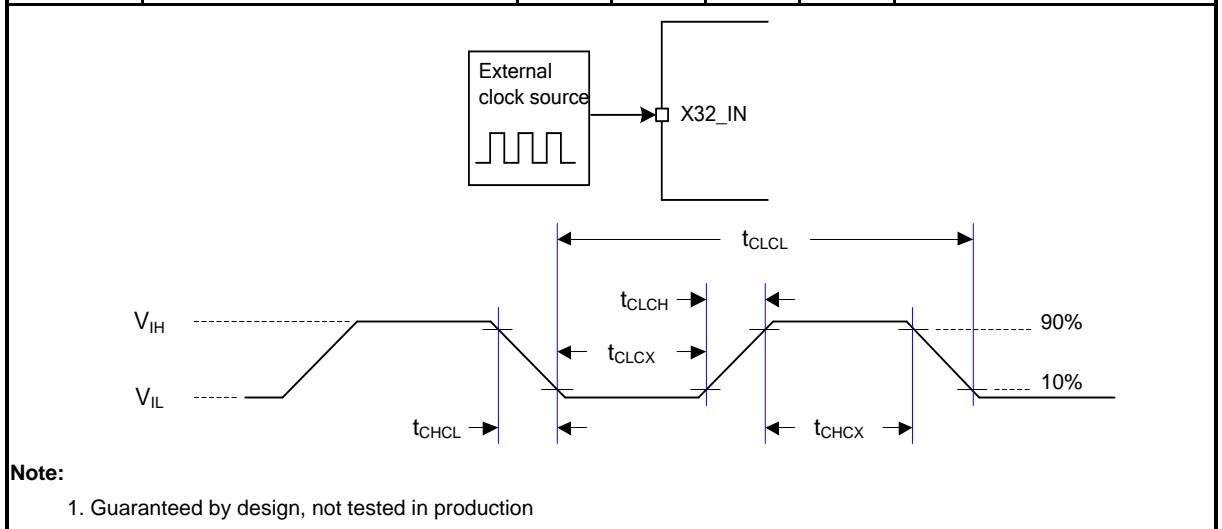 External
clock source
X32_IN
tCLCL
tCLCH
VIH
90%
tCLCX
VIL
10%
tCHCL
tCHCX
Note:
1. Guaranteed by design, not tested in production